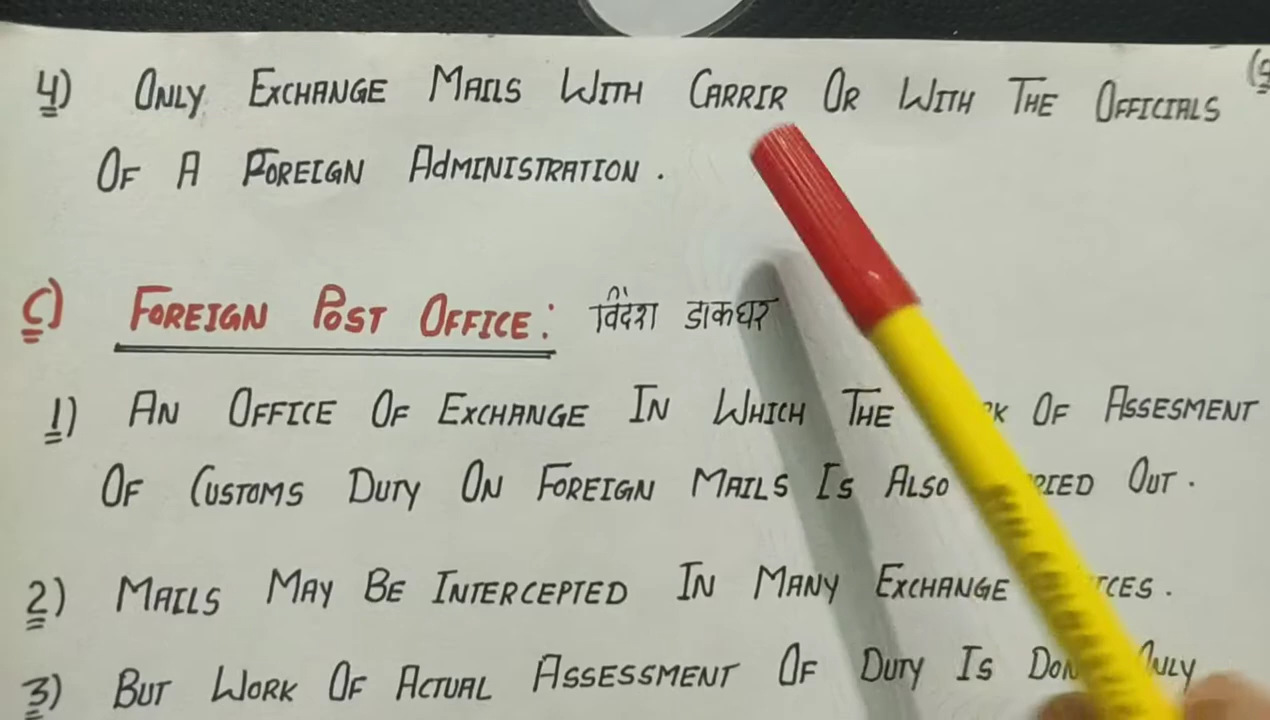 4) ONLY EXCHANGE MAILS WITH CARRIR OR WITH THE OFFICIALS
OF A FOREIGN ADMINISTRATION.
C) FOREIGN POST OFFICE: विदेश डाकघर
1) AN OFFICE OF EXCHANGE IN WHICH THE OF ASSESMENT
OF CUSTOMS DUTY ON FOREIGN MAILS IS ALSO OUT.
2) MAILS MAY BE INTERCEPTED IN MANY EXCHANGE
3) BUT WORK OF ACTUAL ASSESSMENT OF DUTY IS ONLY